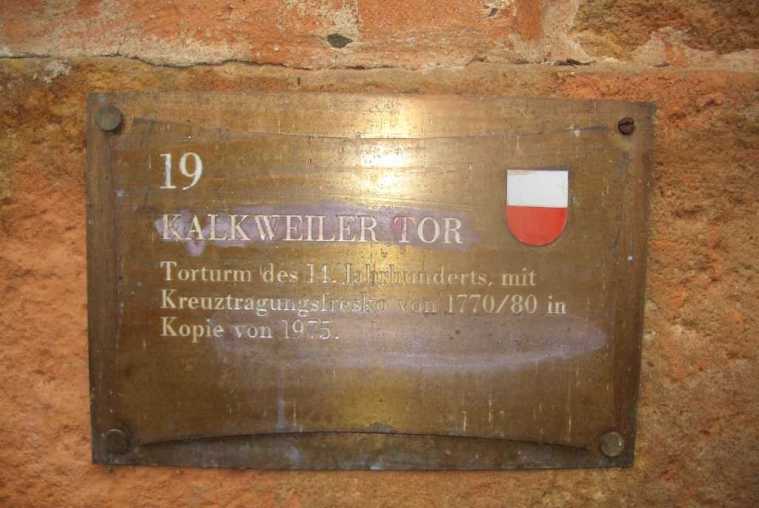 19
KALKWEILER TOR
Torturm des 14. Jahrhunderts, mit
Kreuztragungsfresko von 1770/80 in
Kopie von 1975.